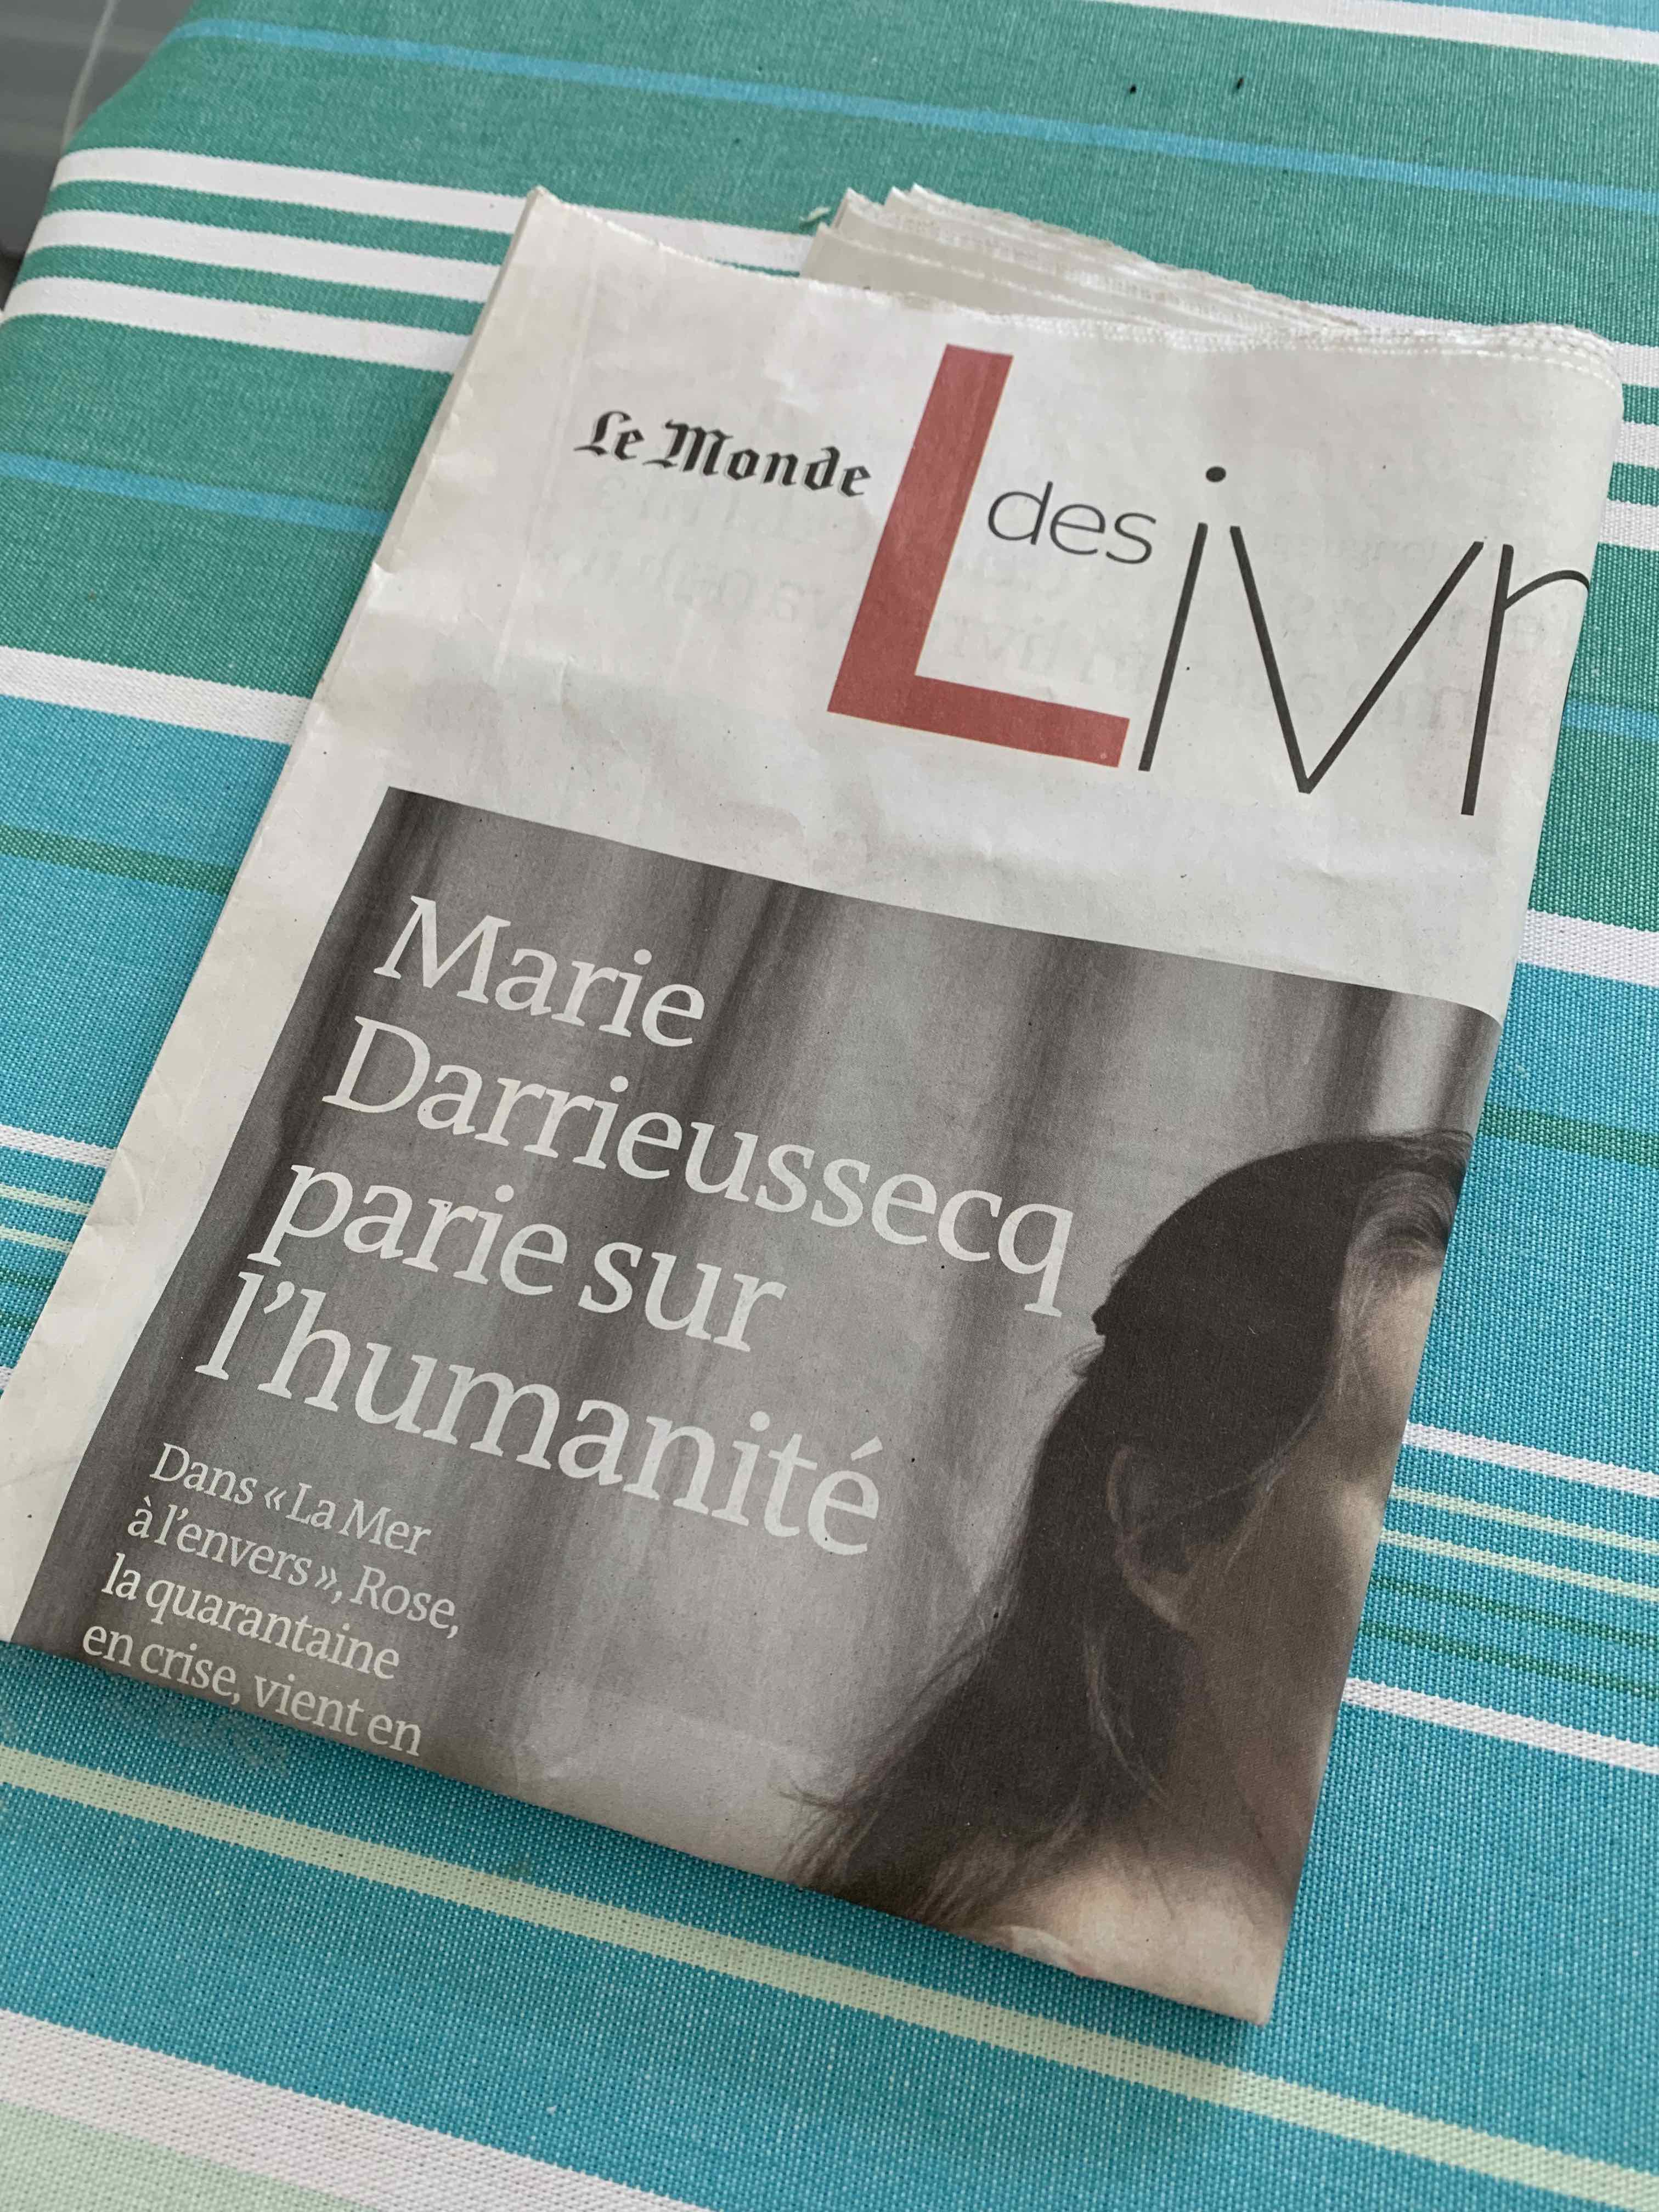 Le Monde
des Livr
Marie
Darrieussecq
parie sur
l’humanité
Dans « La Mer
à l’envers », Rose,
la quarantaine
en crise, vient en